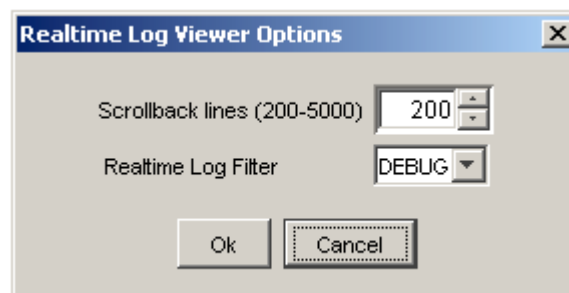 Realtime Log Viewer Options
Scrollback lines (200-5000) 200
Realtime Log Filter DEBUG
Ok Cancel